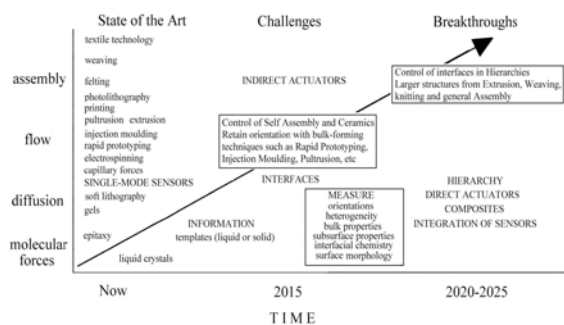 State of the Art
Challenges
Breakthroughs
textile technology
weaving
assembly
felting
INDIRECT ACTUATORS
Control of interfaces in Hierarchies
Larger structures from Extrusion, Weaving,
knitting and general Assembly
photolithography
printing
pultrusion extrusion
flow
injection moulding
rapid prototyping
electrospinning
capillary forces
Control of Self Assembly and Ceramics
Retain orientation with bulk-forming
techniques such as Rapid Prototyping,
Injection Moulding, Pultrusion, etc
SINGLE-MODE SENSORS
INTERFACES
diffusion
soft lithography
gels
MEASURE
orientations
heterogeneity
bulk properties
subsurface properties
interfacial chemistry
surface morphology
HIERARCHY
DIRECT ACTUATORS
COMPOSITES
INTEGRATION OF SENSORS
molecular
forces
epitaxy
INFORMATION
templates (liquid or solid)
liquid crystals
Now
2015
2020-2025
TIME